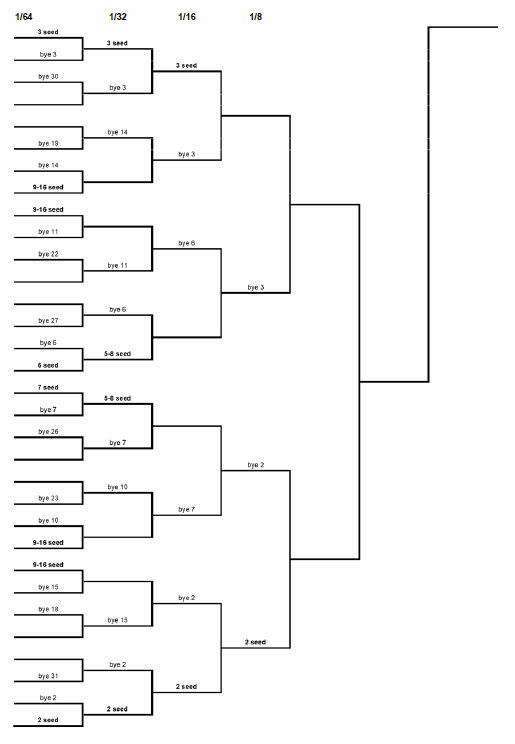 1/64 1/32 1/16 1/8
3 seed
3 seed
bye 3
3 seed
bye 30
bye 3
bye 14
bye 19
bye 3
bye 14
9-16 seed
9-16 seed
bye 11
bye 6
bye 22
bye 11
bye 3
bye 6
bye 27
bye 6
5-8 seed
6 seed
7 seed
5-8 seed
bye 7
bye 26
bye 7
bye 2
bye 10
bye 23
bye 7
bye 10
9-16 seed
9-16 seed
bye 15
bye 2
bye 18
bye 15
2 seed
bye 2
bye 31
2 seed
bye 2
2 seed
2 seed